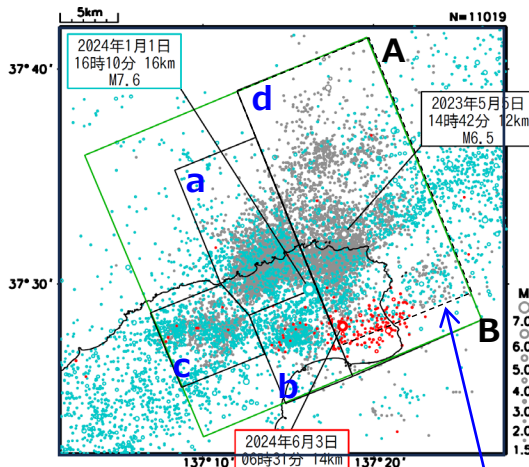 5km
N=11019
2024年1月1日
16時10分 16km
M7.6
A
37°40'
d
2023年5月5日
14時42分 12km
M6.5
a
37°30'
M
7.0
6.0
5.0
4.0
3.0
2.0
1.5
B
c
b
2024年6月3日
06時31分 14km
137°10'
137°20'